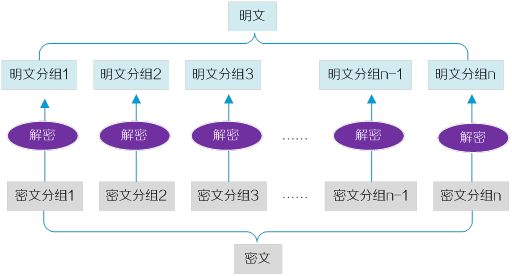 明文
明文分组1 明文分组2 明文分组3 明文分组n-1 明文分组n
解密 解密 解密 …… 解密 解密
密文分组1 密文分组2 密文分组3 …… 密文分组n-1 密文分组n
密文